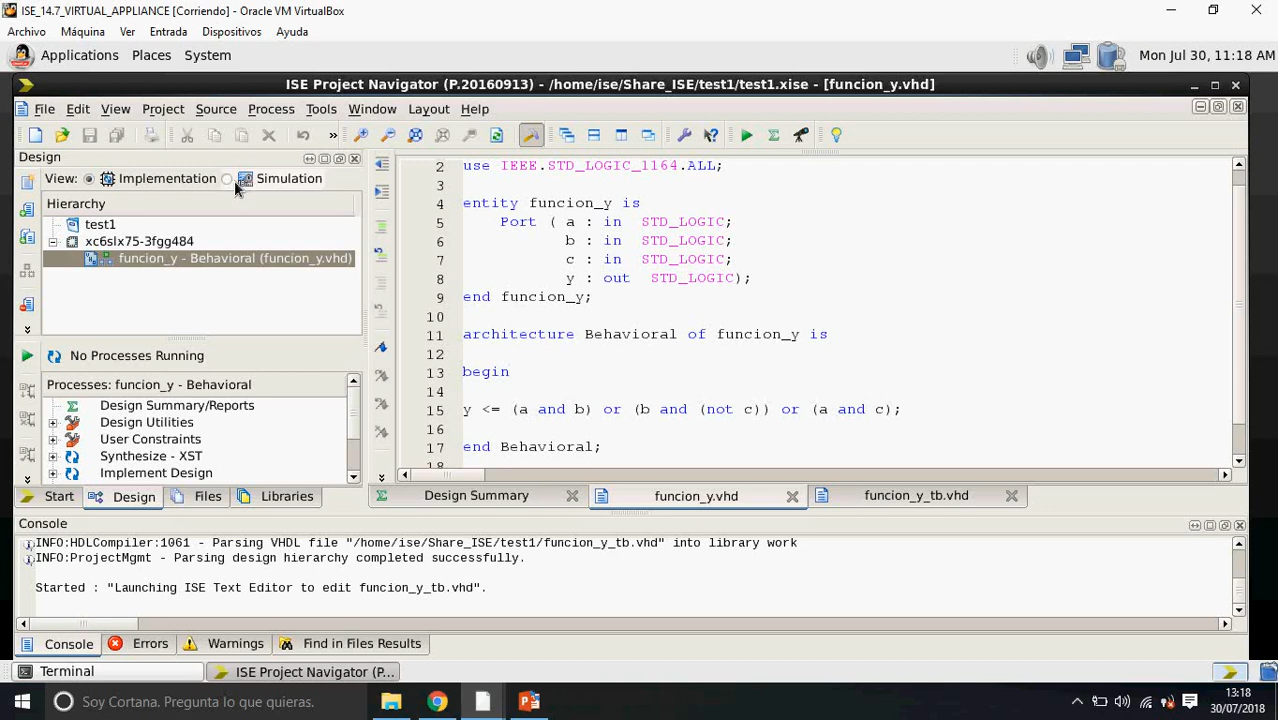 ISE_14.7_VIRTUAL_APPLIANCE [Corriendo] - Oracle VM VirtualBox
Archivo Máquina Ver Entrada Dispositivos Ayuda
Applications Places System Mon Jul 30, 11:18 AM
ISE Project Navigator (P.20160913) - /home/ise/Share_ISE/test1/test1.xise - [funcion_y.vhd]
File Edit View Project Source Process Tools Window Layout Help
Design
View: Implementation Simulation
Hierarchy
test1
xc6slx75-3fgg484
funcion_y - Behavioral (funcion_y.vhd)
No Processes Running
Processes: funcion_y - Behavioral
Design Summary/Reports
Design Utilities
User Constraints
Synthesize - XST
Implement Design
Start Design Files Libraries
2 use IEEE.STD_LOGIC_1164.ALL;
3
4 entity funcion_y is
5 Port ( a : in STD_LOGIC;
6 b : in STD_LOGIC;
7 c : in STD_LOGIC;
8 y : out STD_LOGIC);
9 end funcion_y;
10
11 architecture Behavioral of funcion_y is
12
13 begin
14
15 y <= (a and b) or (b and (not c)) or (a and c);
16
17 end Behavioral;
18
Design Summary funcion_y.vhd funcion_y_tb.vhd
Console
INFO:HDLCompiler:1061 - Parsing VHDL file "/home/ise/Share_ISE/test1/funcion_y_tb.vhd" into library work
INFO:ProjectMgmt - Parsing design hierarchy completed successfully.
Started : "Launching ISE Text Editor to edit funcion_y_tb.vhd".
Console Errors Warnings Find in Files Results
Terminal ISE Project Navigator (P...
Soy Cortana. Pregunta lo que quieras.
13:18
30/07/2018